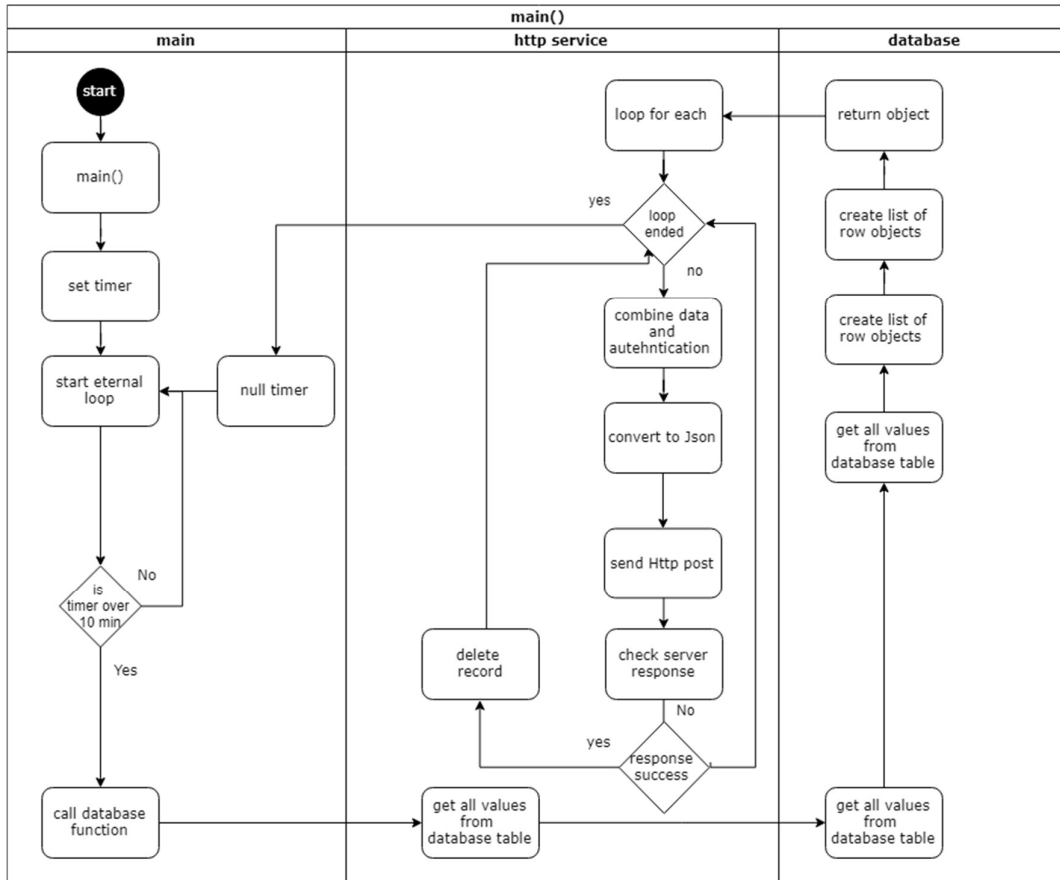 main()
main
http service
database
start
main()
set timer
start eternal
loop
null timer
is
timer over
10 min
No
Yes
call database
function
loop for each
loop
ended
yes
no
combine data
and
autehntication
convert to Json
send Http post
check server
response
No
response
success
yes
delete
record
get all values
from
database table
return object
create list of
row objects
create list of
row objects
get all values
from
database table
get all values
from
database table